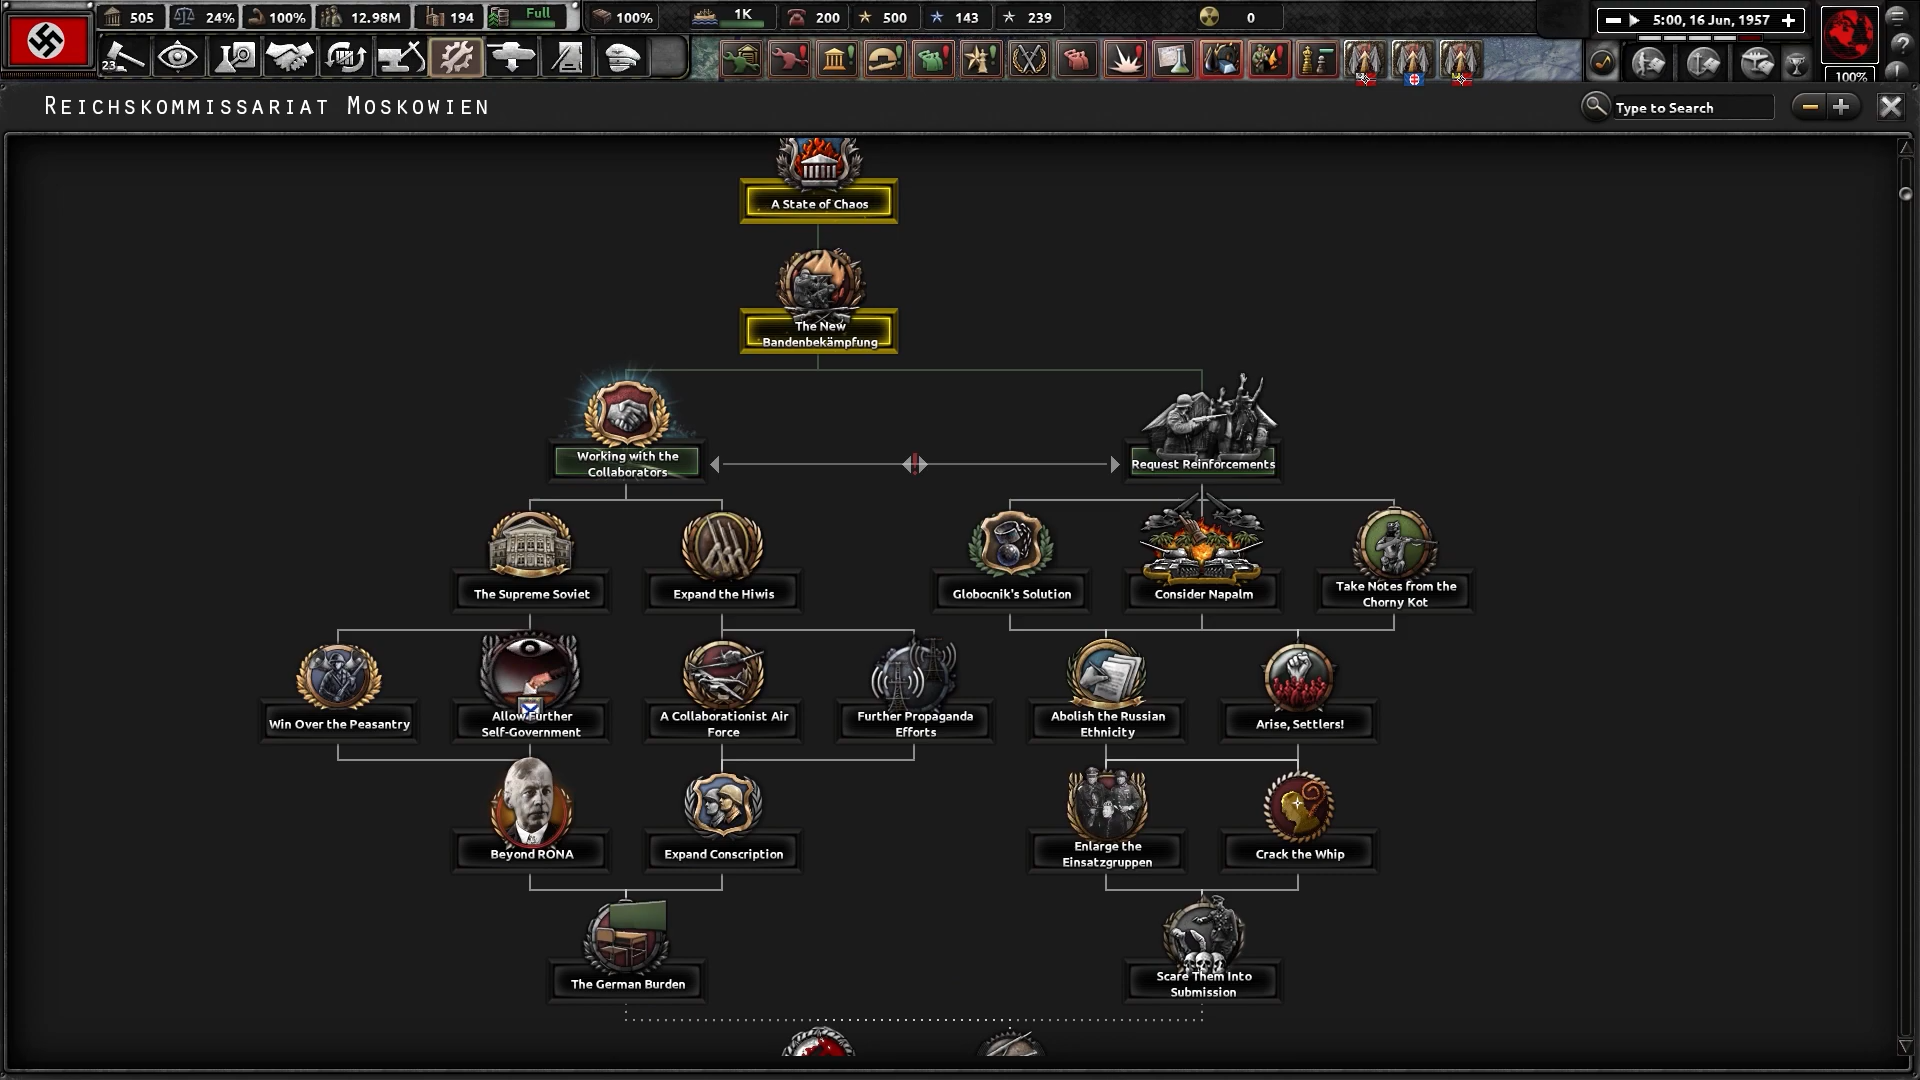 505 24% 100% 12.98M 194 Full 100% 1K 200 500 143 239 0 5:00, 16 Jun, 1957
23
100%
Reichskommissariat Moskowien
Type to Search
A State of Chaos
The New
Bandenbekämpfung
Working with the
Collaborators
Request Reinforcements
The Supreme Soviet
Expand the Hiwis
Globocnik's Solution
Consider Napalm
Take Notes from the
Chorny Kot
Win Over the Peasantry
Allow Further
Self-Government
A Collaborationist Air
Force
Further Propaganda
Efforts
Abolish the Russian
Ethnicity
Arise, Settlers!
Beyond RONA
Expand Conscription
Enlarge the
Einsatzgruppen
Crack the Whip
The German Burden
Scare Them Into
Submission